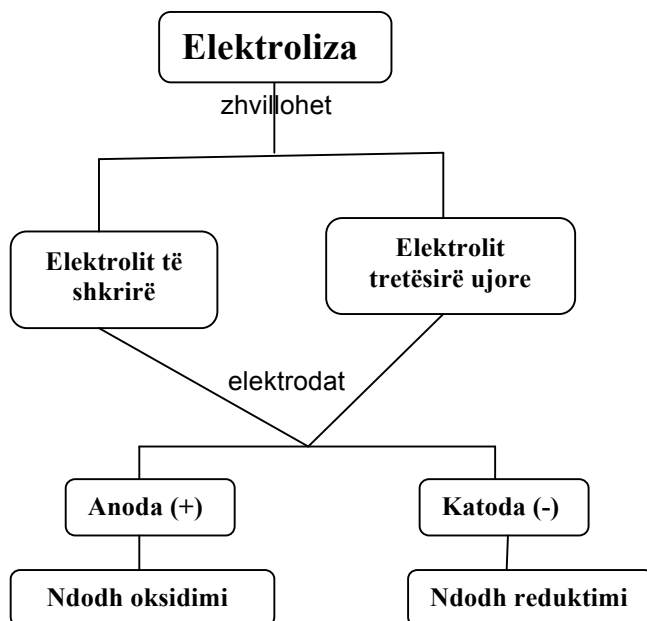 Elektroliza
zhvillohet
Elektrolit të
shkrirë
Elektrolit
tretësirë ujore
elektrodat
Anoda (+)
Katoda (-)
Ndodh oksidimi
Ndodh reduktimi